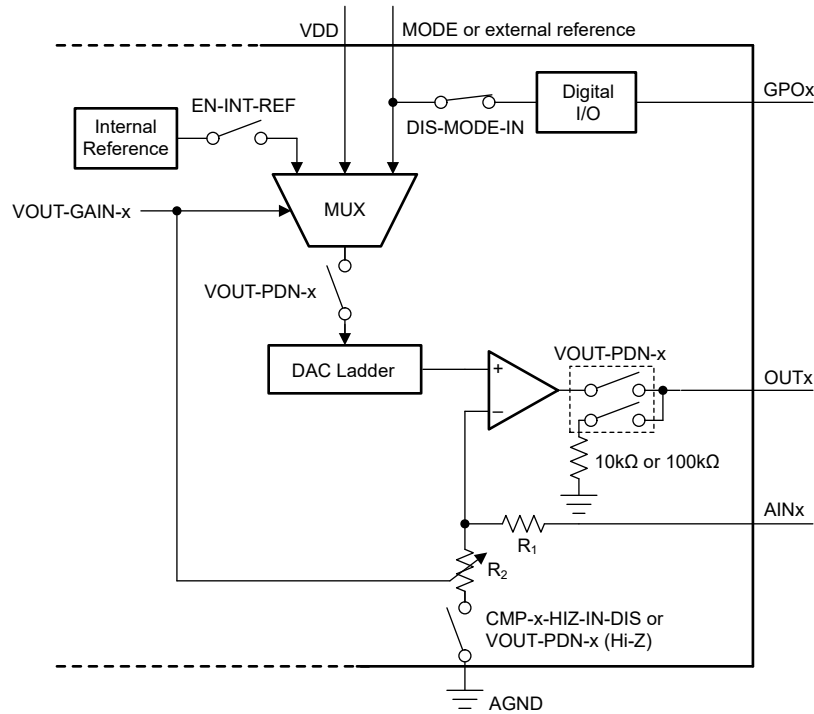 VDD
MODE or external reference
GPOx
Digital
I/O
EN-INT-REF
DIS-MODE-IN
Internal
Reference
VOUT-GAIN-x
MUX
VOUT-PDN-x
DAC Ladder
+
−
VOUT-PDN-x
OUTx
10kΩ or 100kΩ
AINx
R₁
R₂
CMP-x-HIZ-IN-DIS or
VOUT-PDN-x (Hi-Z)
AGND